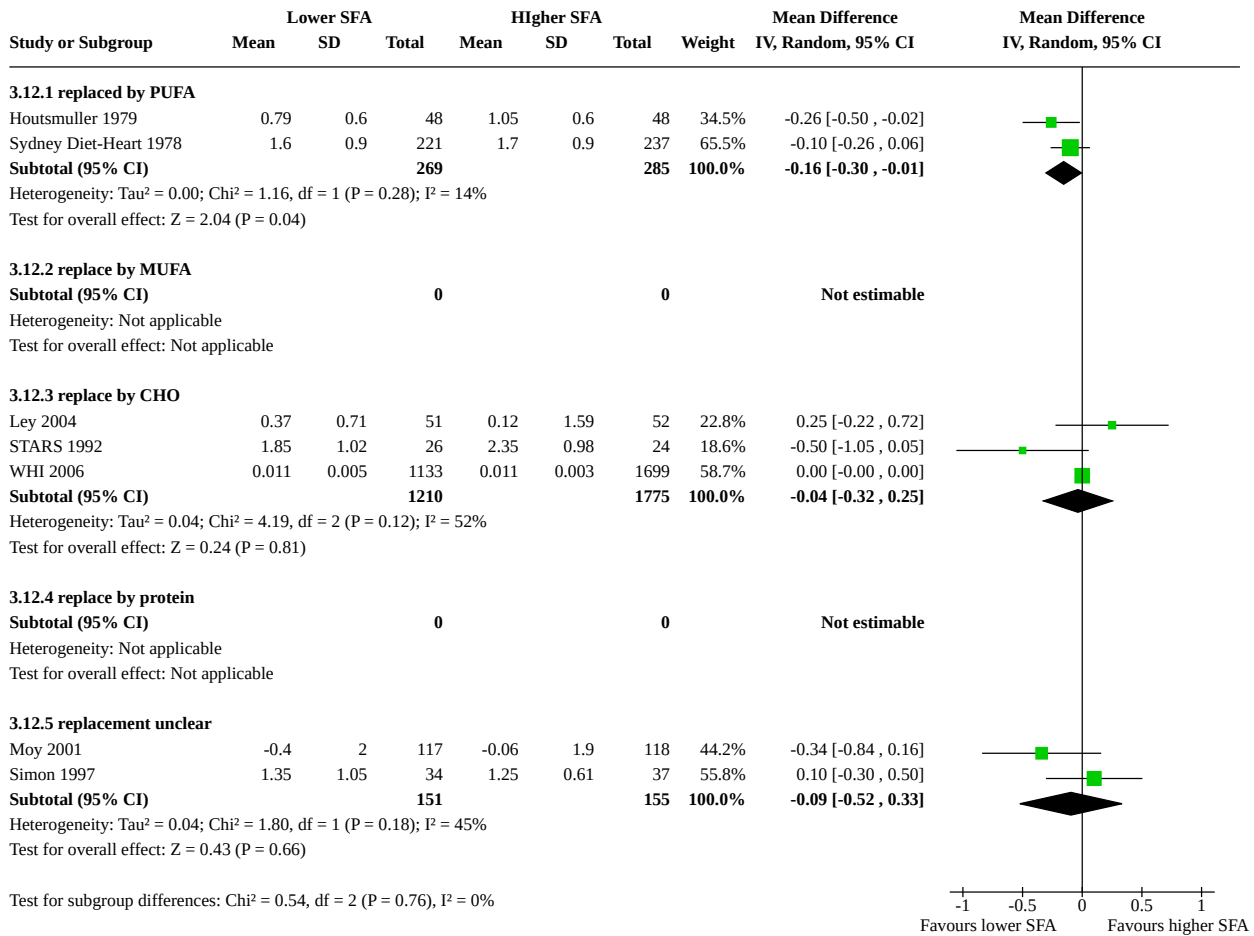 Lower SFA HIgher SFA Mean Difference Mean Difference
Study or Subgroup Mean SD Total Mean SD Total Weight IV, Random, 95% CI IV, Random, 95% CI
3.12.1 replaced by PUFA
Houtsmuller 1979 0.79 0.6 48 1.05 0.6 48 34.5% -0.26 [-0.50 , -0.02]
Sydney Diet-Heart 1978 1.6 0.9 221 1.7 0.9 237 65.5% -0.10 [-0.26 , 0.06]
Subtotal (95% CI) 269 285 100.0% -0.16 [-0.30 , -0.01]
Heterogeneity: Tau² = 0.00; Chi² = 1.16, df = 1 (P = 0.28); I² = 14%
Test for overall effect: Z = 2.04 (P = 0.04)
3.12.2 replace by MUFA
Subtotal (95% CI) 0 0 Not estimable
Heterogeneity: Not applicable
Test for overall effect: Not applicable
3.12.3 replace by CHO
Ley 2004 0.37 0.71 51 0.12 1.59 52 22.8% 0.25 [-0.22 , 0.72]
STARS 1992 1.85 1.02 26 2.35 0.98 24 18.6% -0.50 [-1.05 , 0.05]
WHI 2006 0.011 0.005 1133 0.011 0.003 1699 58.7% 0.00 [-0.00 , 0.00]
Subtotal (95% CI) 1210 1775 100.0% -0.04 [-0.32 , 0.25]
Heterogeneity: Tau² = 0.04; Chi² = 4.19, df = 2 (P = 0.12); I² = 52%
Test for overall effect: Z = 0.24 (P = 0.81)
3.12.4 replace by protein
Subtotal (95% CI) 0 0 Not estimable
Heterogeneity: Not applicable
Test for overall effect: Not applicable
3.12.5 replacement unclear
Moy 2001 -0.4 2 117 -0.06 1.9 118 44.2% -0.34 [-0.84 , 0.16]
Simon 1997 1.35 1.05 34 1.25 0.61 37 55.8% 0.10 [-0.30 , 0.50]
Subtotal (95% CI) 151 155 100.0% -0.09 [-0.52 , 0.33]
Heterogeneity: Tau² = 0.04; Chi² = 1.80, df = 1 (P = 0.18); I² = 45%
Test for overall effect: Z = 0.43 (P = 0.66)
Test for subgroup differences: Chi² = 0.54, df = 2 (P = 0.76), I² = 0%
-1 -0.5 0 0.5 1
Favours lower SFA Favours higher SFA